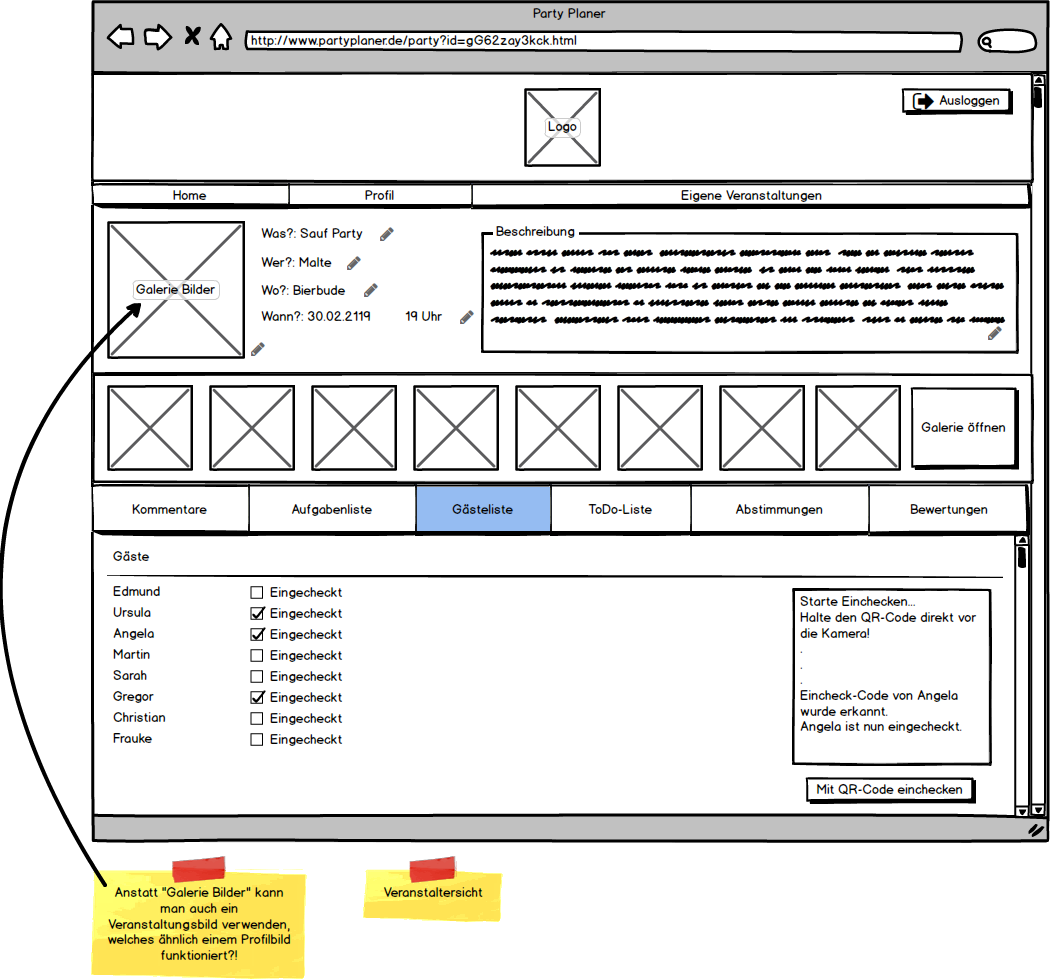 Party Planer
http://www.partyplaner.de/party?id=gG62zay3kck.html
Logo
Ausloggen
Home Profil Eigene Veranstaltungen
Galerie Bilder
Was?: Sauf Party
Wer?: Malte
Wo?: Bierbude
Wann?: 30.02.2119 19 Uhr
Beschreibung
Galerie öffnen
Kommentare Aufgabenliste Gästeliste ToDo-Liste Abstimmungen Bewertungen
Gäste
Edmund Eingecheckt
Ursula Eingecheckt
Angela Eingecheckt
Martin Eingecheckt
Sarah Eingecheckt
Gregor Eingecheckt
Christian Eingecheckt
Frauke Eingecheckt
Starte Einchecken...
Halte den QR-Code direkt vor
die Kamera!
.
.
.
Eincheck-Code von Angela
wurde erkannt.
Angela ist nun eingecheckt.
Mit QR-Code einchecken
Anstatt "Galerie Bilder" kann
man auch ein
Veranstaltungsbild verwenden,
welches ähnlich einem Profilbild
funktioniert?!
Veranstaltersicht